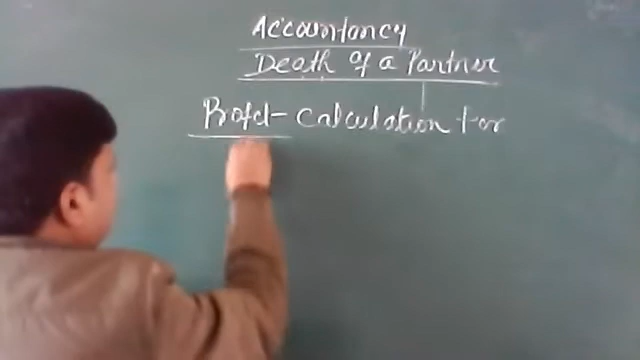 Accountancy
Death of a Partner
Profit - Calculation for